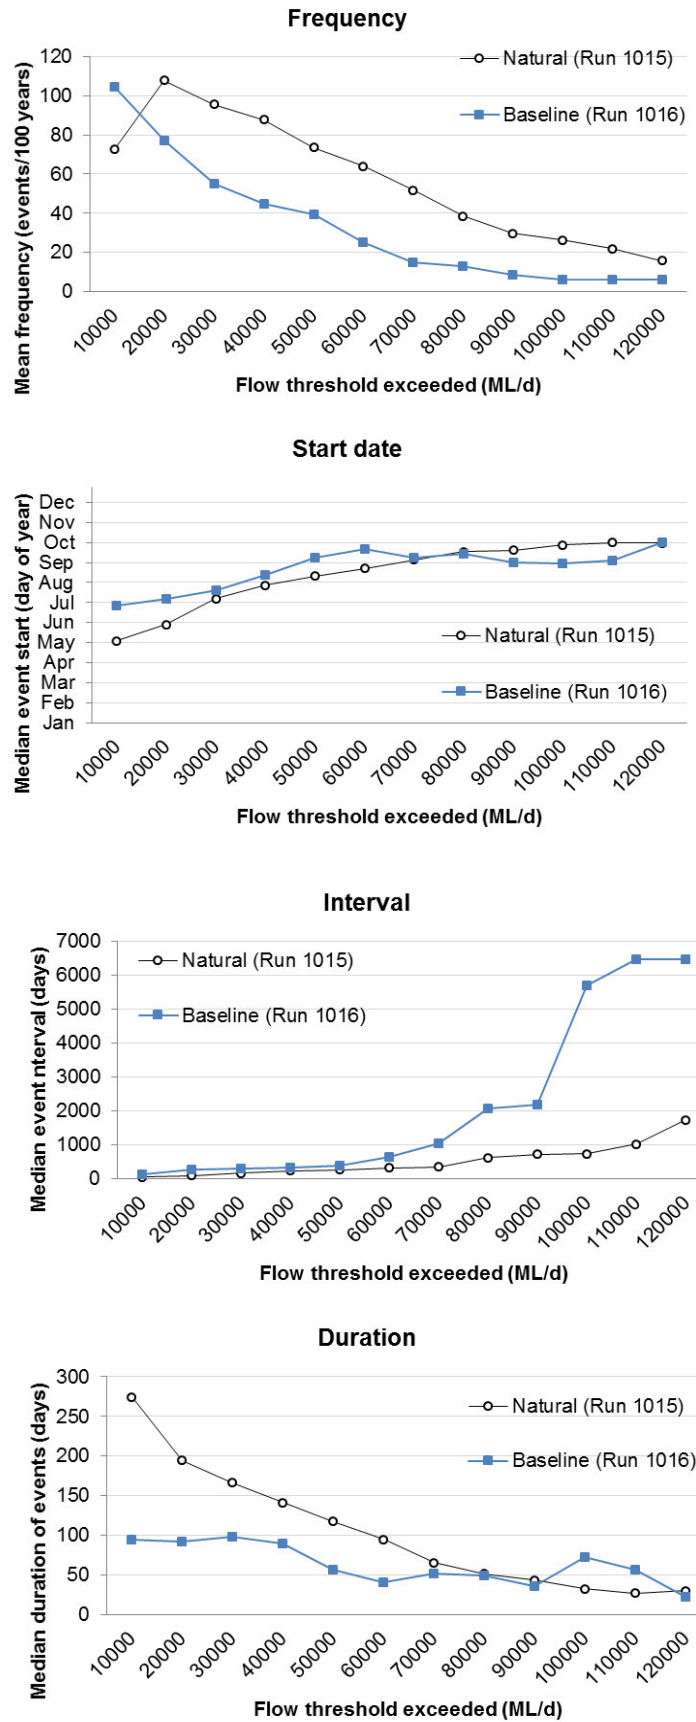 Frequency
Natural (Run 1015)
Baseline (Run 1016)
Mean frequency (events/100 years)
120
100
80
60
40
20
0
10000
20000
30000
40000
50000
60000
70000
80000
90000
100000
110000
120000
Flow threshold exceeded (ML/d)
Start date
Median event start (day of year)
Dec
Nov
Oct
Sep
Aug
Jul
Jun
May
Apr
Mar
Feb
Jan
Natural (Run 1015)
Baseline (Run 1016)
10000
20000
30000
40000
50000
60000
70000
80000
90000
100000
110000
120000
Flow threshold exceeded (ML/d)
Interval
Median event nterval (days)
7000
6000
5000
4000
3000
2000
1000
0
Natural (Run 1015)
Baseline (Run 1016)
10000
20000
30000
40000
50000
60000
70000
80000
90000
100000
110000
120000
Flow threshold exceeded (ML/d)
Duration
Median duration of events (days)
300
250
200
150
100
50
0
Natural (Run 1015)
Baseline (Run 1016)
10000
20000
30000
40000
50000
60000
70000
80000
90000
100000
110000
120000
Flow threshold exceeded (ML/d)